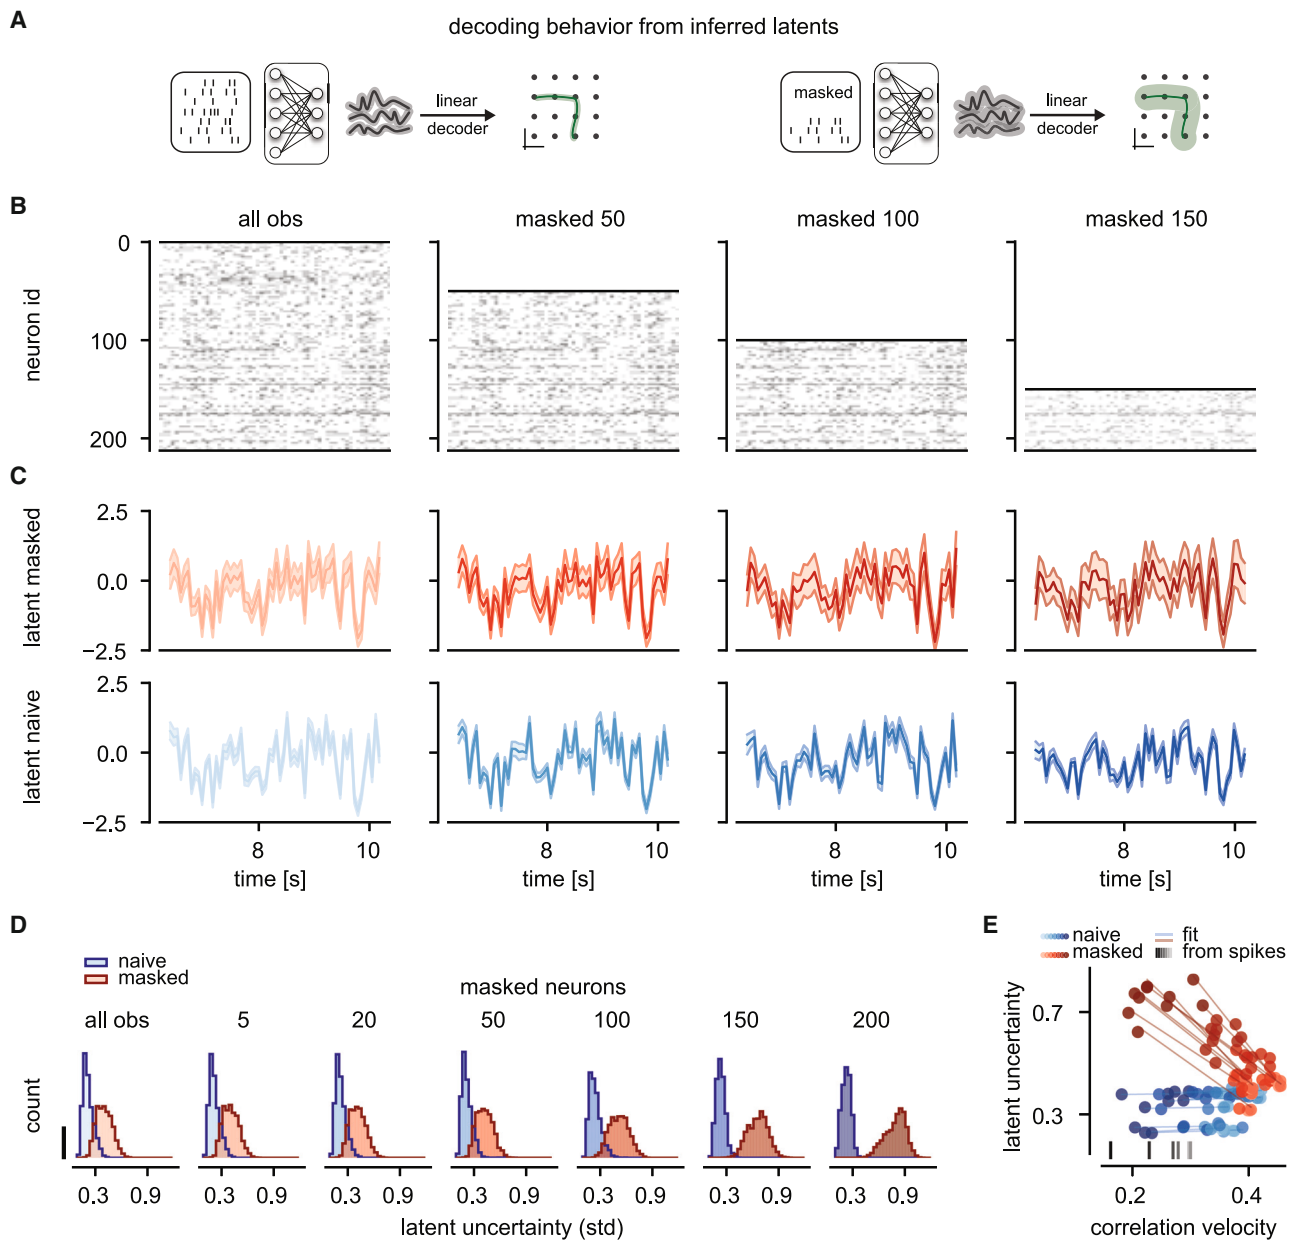 A
decoding behavior from inferred latents
linear
decoder
masked
linear
decoder
B
all obs
masked 50
masked 100
masked 150
neuron id
0
100
200
C
latent masked
2.5
0.0
−2.5
latent naive
2.5
0.0
−2.5
8 10
8 10
8 10
8 10
time [s]
time [s]
time [s]
time [s]
D
naive
masked
masked neurons
all obs
5
20
50
100
150
200
count
0.3 0.9
0.3 0.9
0.3 0.9
0.3 0.9
0.3 0.9
0.3 0.9
0.3 0.9
latent uncertainty (std)
E
naive
fit
masked
from spikes
latent uncertainty
0.7
0.3
0.2 0.4
correlation velocity